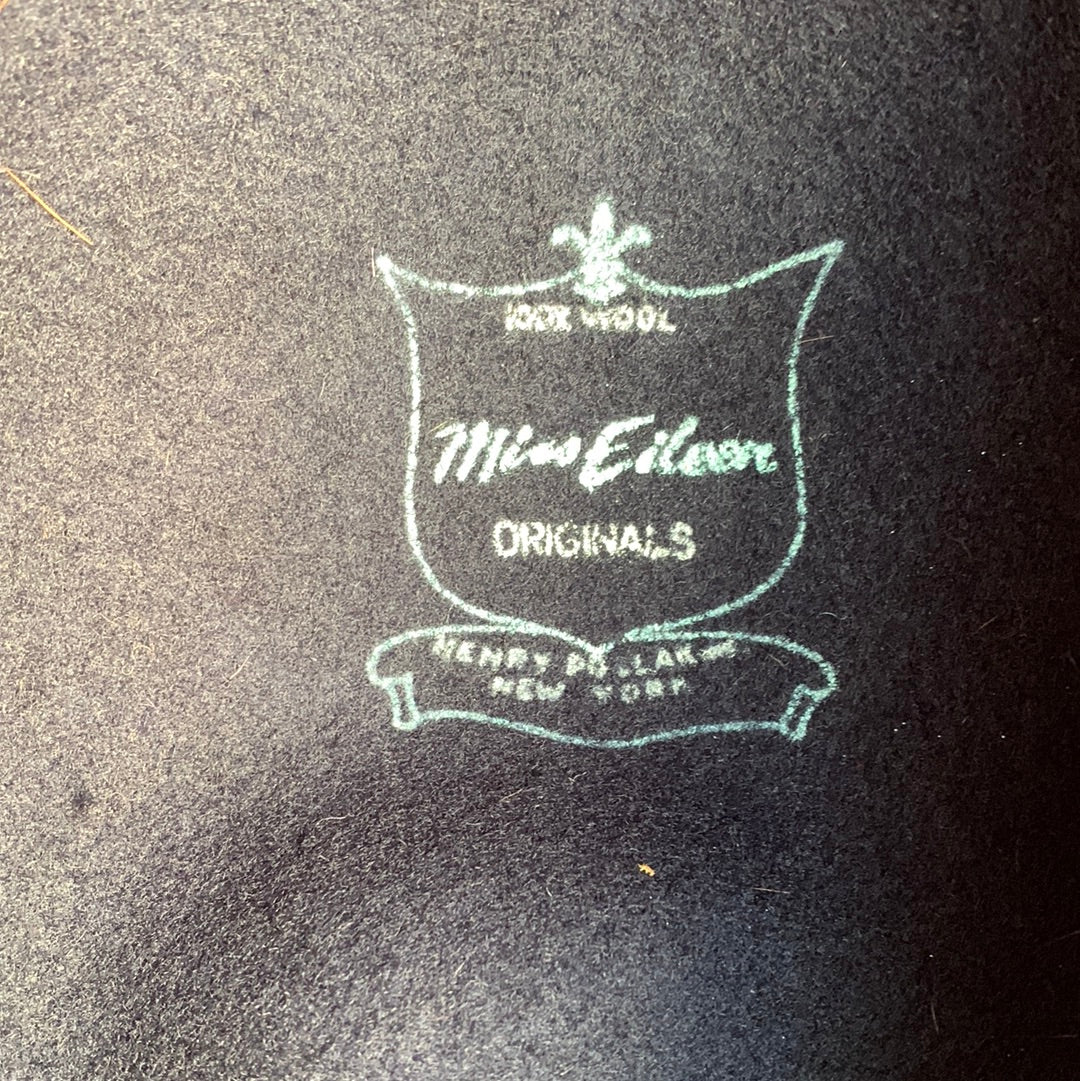 100% WOOL
Miss Eileen
ORIGINALS
HENRY POLLAK INC
NEW YORK